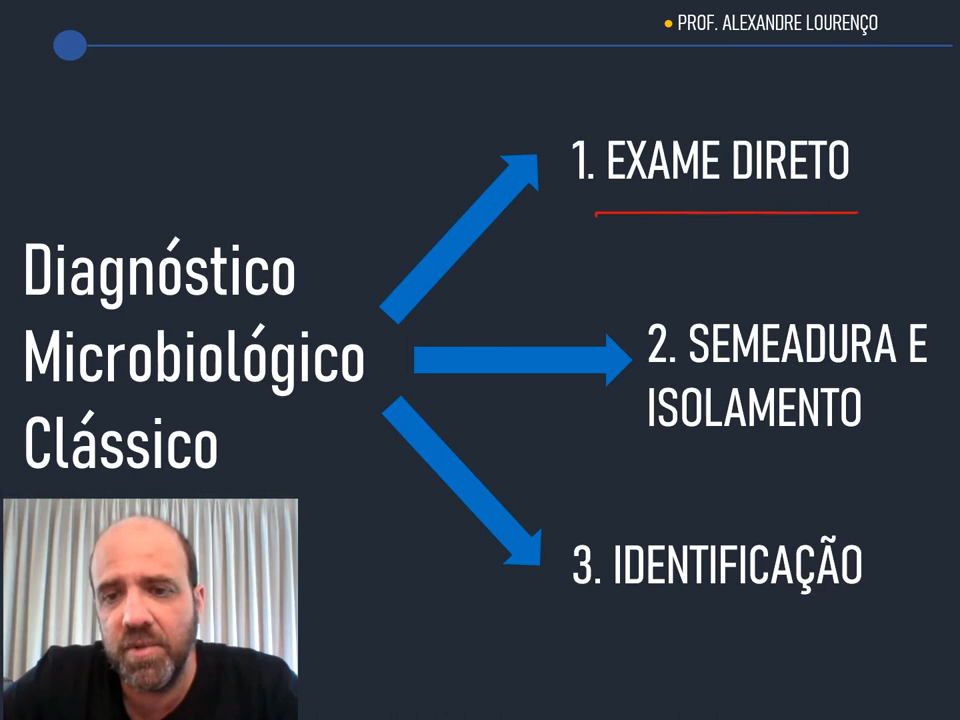 PROF. ALEXANDRE LOURENÇO
Diagnóstico
Microbiológico
Clássico
1. EXAME DIRETO
2. SEMEADURA E
ISOLAMENTO
3. IDENTIFICAÇÃO